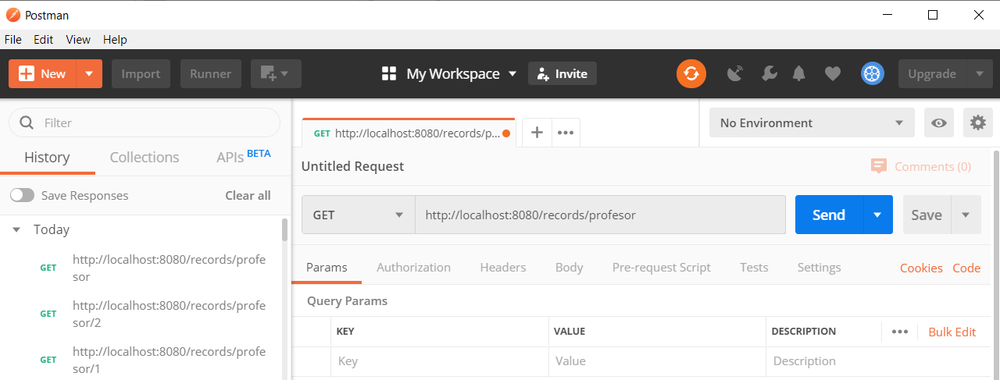 Postman
File Edit View Help
New Import Runner My Workspace Invite Upgrade
Filter
History Collections APIs BETA
Save Responses Clear all
Today
GET http://localhost:8080/records/profe
sor
GET http://localhost:8080/records/profe
sor/2
GET http://localhost:8080/records/profe
sor/1
GET http://localhost:8080/records/p...
No Environment
Untitled Request Comments (0)
GET http://localhost:8080/records/profesor Send Save
Params Authorization Headers Body Pre-request Script Tests Settings Cookies Code
Query Params
KEY VALUE DESCRIPTION Bulk Edit
Key Value Description